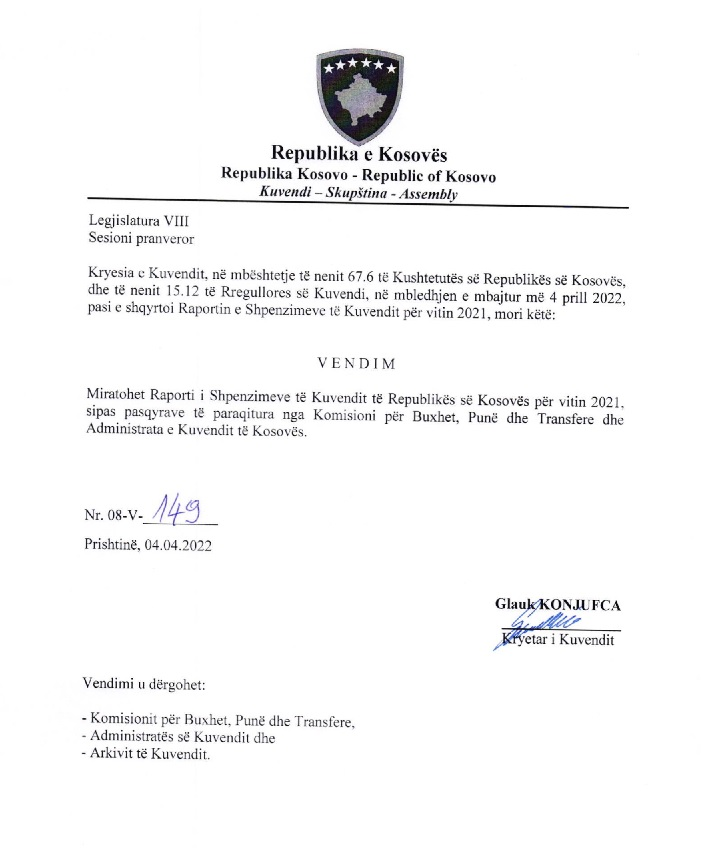 Republika e Kosovës
Republika Kosovo - Republic of Kosovo
Kuvendi – Skupština - Assembly
Legjislatura VIII
Sesioni pranveror
Kryesia e Kuvendit, në mbështetje të nenit 67.6 të Kushtetutës së Republikës së Kosovës,
dhe të nenit 15.12 të Rregullores së Kuvendi, në mbledhjen e mbajtur më 4 prill 2022,
pasi e shqyrtoi Raportin e Shpenzimeve të Kuvendit për vitin 2021, mori këtë:
V E N D I M
Miratohet Raporti i Shpenzimeve të Kuvendit të Republikës së Kosovës për vitin 2021,
sipas pasqyrave të paraqitura nga Komisioni për Buxhet, Punë dhe Transfere dhe
Administrata e Kuvendit të Kosovës.
Nr. 08-V-149
Prishtinë, 04.04.2022
Glauk KONJUFCA
Kryetar i Kuvendit
Vendimi u dërgohet:
- Komisionit për Buxhet, Punë dhe Transfere,
- Administratës së Kuvendit dhe
- Arkivit të Kuvendit.